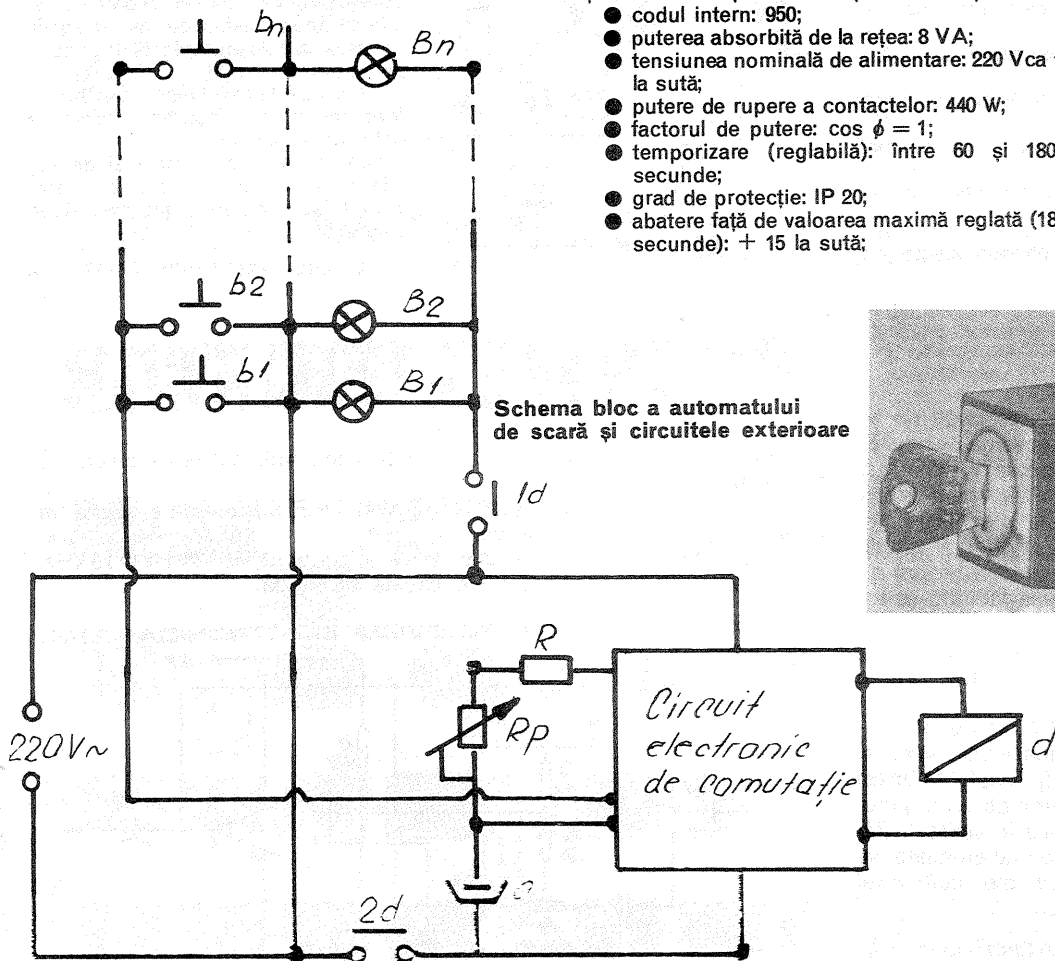 ● codul intern: 950;
● puterea absorbită de la rețea: 8 VA;
● tensiunea nominală de alimentare: 220 Vca
la sută;
● putere de rupere a contactelor: 440 W;
● factorul de putere: cos ϕ = 1;
● temporizare (reglabilă): între 60 și 180
secunde;
● grad de protecție: IP 20;
● abatere față de valoarea maximă reglată (18
secunde): + 15 la sută;
bn
Bn
b2
B2
b1
B1
Schema bloc a automatului
de scară și circuitele exterioare
1d
R
Rp
220V~
Circuit
electronic
de comutație
d
2d